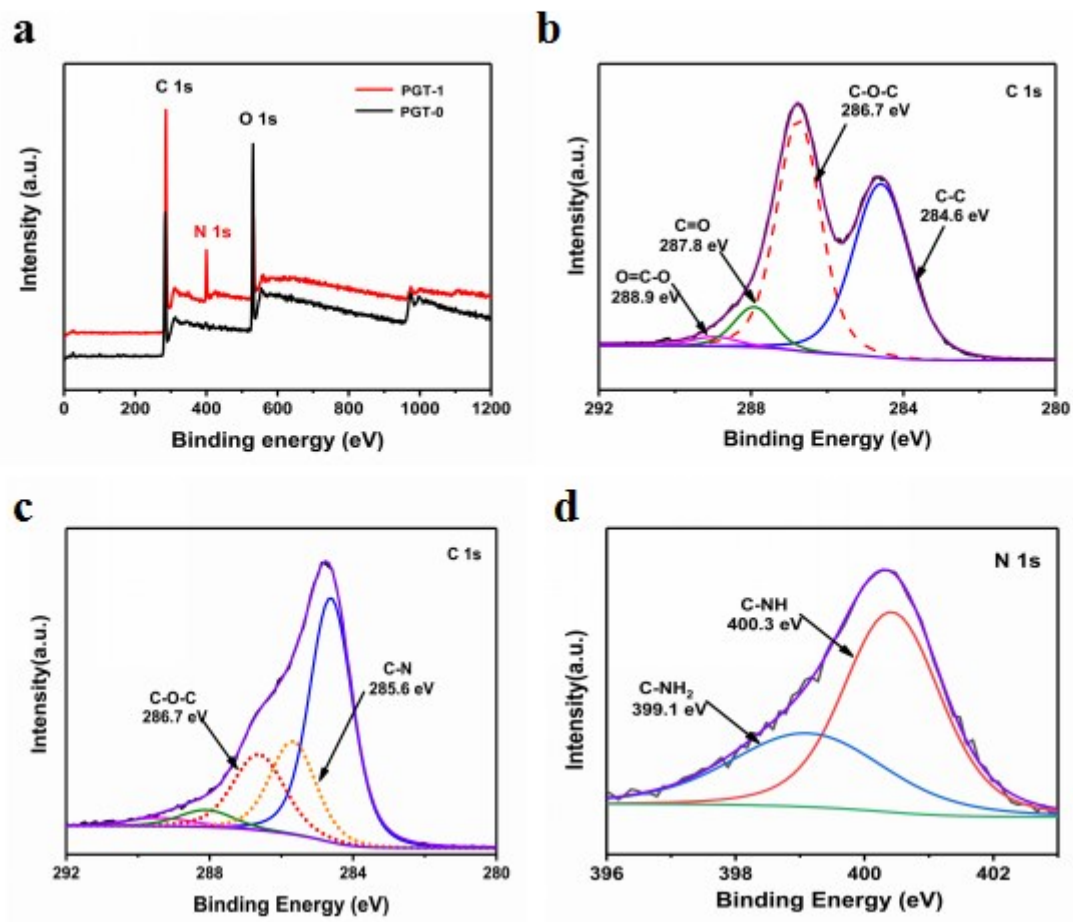 a
C 1s
PGT-1
PGT-0
O 1s
N 1s
Intensity (a.u.)
0 200 400 600 800 1000 1200
Binding energy (eV)
b
C-O-C
286.7 eV
C 1s
C=O
287.8 eV
C-C
284.6 eV
O=C-O
288.9 eV
Intensity(a.u.)
292 288 284 280
Binding Energy (eV)
c
C 1s
C-N
285.6 eV
C-O-C
286.7 eV
Intensity(a.u.)
292 288 284 280
Binding Energy (eV)
d
N 1s
C-NH
400.3 eV
C-NH₂
399.1 eV
Intensity(a.u.)
396 398 400 402
Binding Energy (eV)